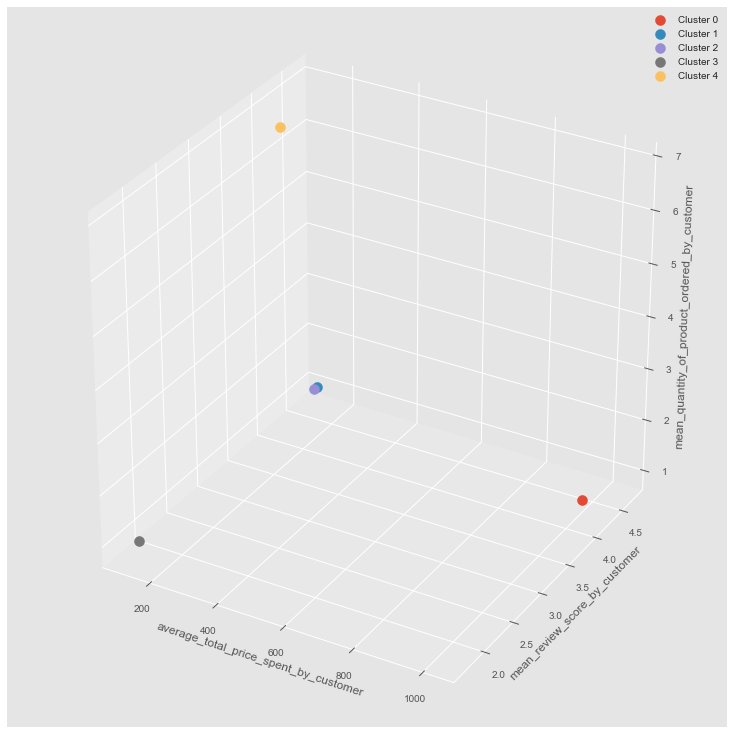 Cluster 0
Cluster 1
Cluster 2
Cluster 3
Cluster 4
7
6
5
4
3
2
1
mean_quantity_of_product_ordered_by_customer
4.5
4.0
3.5
3.0
2.5
2.0
mean_review_score_by_customer
200
400
600
800
1000
average_total_price_spent_by_customer